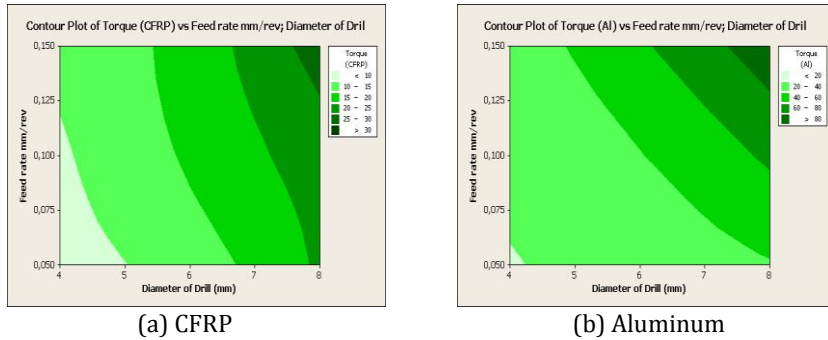 Contour Plot of Torque (CFRP) vs Feed rate mm/rev; Diameter of Dril
0,150
0,125
0,100
0,075
0,050
Feed rate mm/rev
4
5
6
7
8
Diameter of Drill (mm)
Torque
(CFRP)
< 10
10 – 15
15 – 20
20 – 25
25 – 30
> 30
(a) CFRP
Contour Plot of Torque (Al) vs Feed rate mm/rev; Diameter of Dril
0,150
0,125
0,100
0,075
0,050
Feed rate mm/rev
4
5
6
7
8
Diameter of Drill (mm)
Torque
(Al)
< 20
20 – 40
40 – 60
60 – 80
> 80
(b) Aluminum